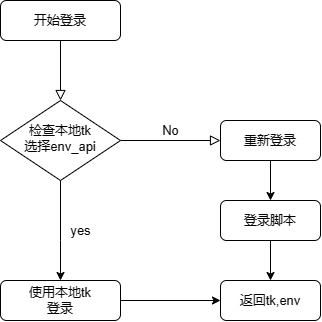 开始登录
检查本地tk
选择env_api
No
重新登录
登录脚本
yes
使用本地tk
登录
返回tk,env